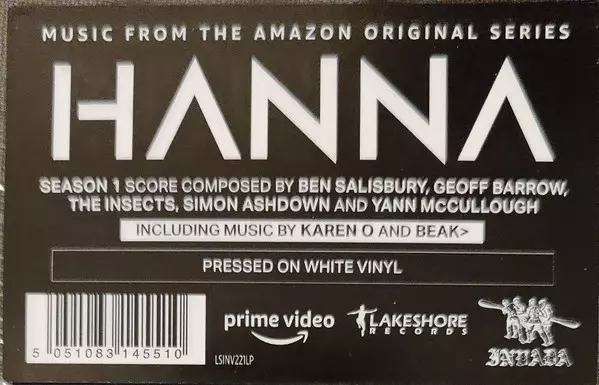 MUSIC FROM THE AMAZON ORIGINAL SERIES
HANNA
SEASON 1 SCORE COMPOSED BY BEN SALISBURY, GEOFF BARROW,
THE INSECTS, SIMON ASHDOWN AND YANN MCCULLOUGH
INCLUDING MUSIC BY KAREN O AND BEAK>
PRESSED ON WHITE VINYL
5 051083 145510
LSINV221LP
prime video
LAKESHORE
RECORDS
INVADA